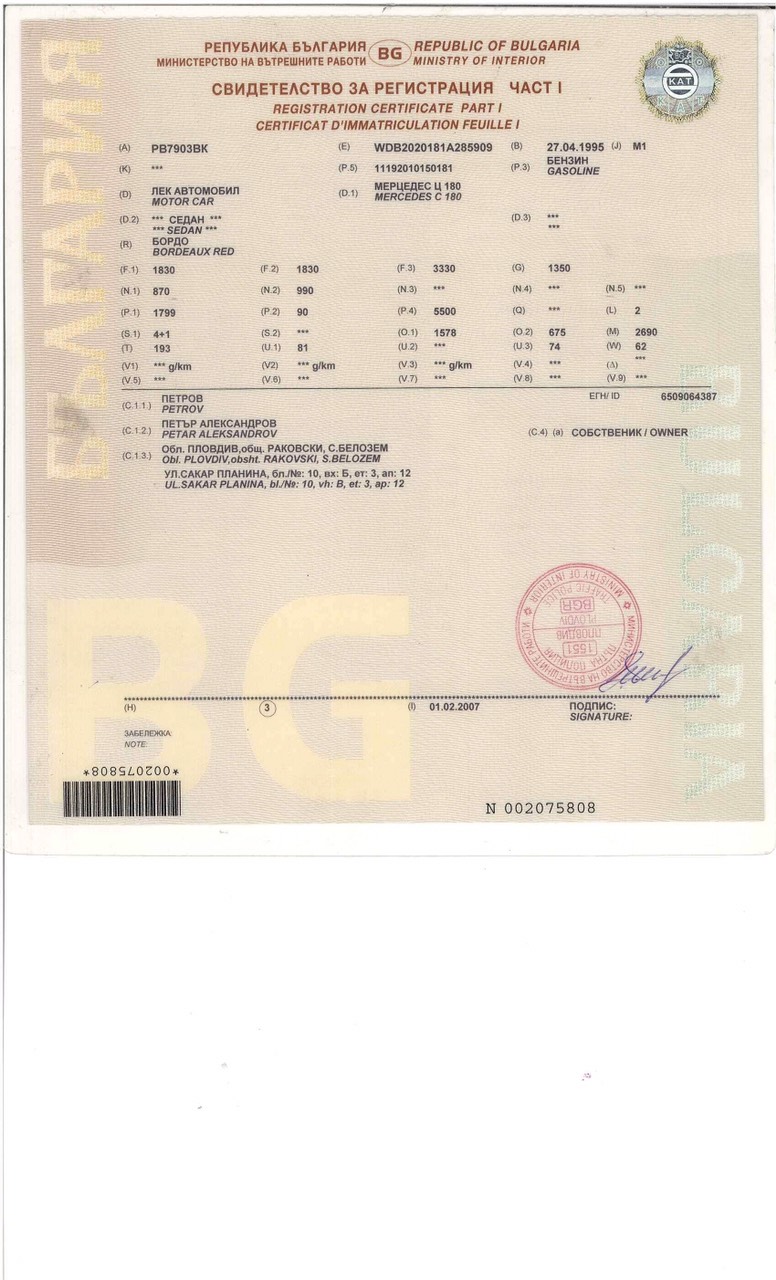 БЪЛГАРИЯ
РЕПУБЛИКА БЪЛГАРИЯ BG REPUBLIC OF BULGARIA
МИНИСТЕРСТВО НА ВЪТРЕШНИТЕ РАБОТИ MINISTRY OF INTERIOR
КАТ
СВИДЕТЕЛСТВО ЗА РЕГИСТРАЦИЯ ЧАСТ I
REGISTRATION CERTIFICATE PART I
CERTIFICAT D'IMMATRICULATION FEUILLE I
(A) PB7903BK (E) WDB2020181A285909 (B) 27.04.1995 (J) M1
(K) *** (P.5) 11192010150181 (P.3) БЕНЗИН
GASOLINE
(D) ЛЕК АВТОМОБИЛ (D.1) МЕРЦЕДЕС Ц 180
MOTOR CAR MERCEDES C 180
(D.2) *** СЕДАН *** (D.3) ***
*** SEDAN *** ***
(R) БОРДО
BORDEAUX RED
(F.1) 1830 (F.2) 1830 (F.3) 3330 (G) 1350
(N.1) 870 (N.2) 990 (N.3) *** (N.4) *** (N.5) ***
(P.1) 1799 (P.2) 90 (P.4) 5500 (Q) *** (L) 2
(S.1) 4+1 (S.2) *** (O.1) 1578 (O.2) 675 (M) 2690
(T) 193 (U.1) 81 (U.2) *** (U.3) 74 (W) 62
(V1) *** g/km (V2) *** g/km (V.3) *** g/km (V.4) *** (Δ) ***
(V.5) *** (V.6) *** (V.7) *** (V.8) *** (V.9) ***
(C.1.1.) ПЕТРОВ ЕГН/ ID 6509064387
PETROV
(C.1.2.) ПЕТЪР АЛЕКСАНДРОВ (C.4) (a) СОБСТВЕНИК / OWNER
PETAR ALEKSANDROV
(C.1.3.) Обл. ПЛОВДИВ,общ. РАКОВСКИ, С.БЕЛОЗЕМ
Obl. PLOVDIV,obsht. RAKOVSKI, S.BELOZEM
УЛ.САКАР ПЛАНИНА, бл./№: 10, вх: Б, ет: 3, ап: 12
UL.SAKAR PLANINA, bl./№: 10, vh: B, et: 3, ap: 12
BULGARIA
BG
МИНИСТЕРСТВО НА ВЪТРЕШНИТЕ РАБОТИ
ПЪТНА ПОЛИЦИЯ
1551
ПЛОВДИВ
PLOVDIV
BGR
TRAFFIC POLICE
MINISTRY OF INTERIOR
(H) 3 (I) 01.02.2007 ПОДПИС:
SIGNATURE:
ЗАБЕЛЕЖКА:
NOTE:
*002075808*
N 002075808